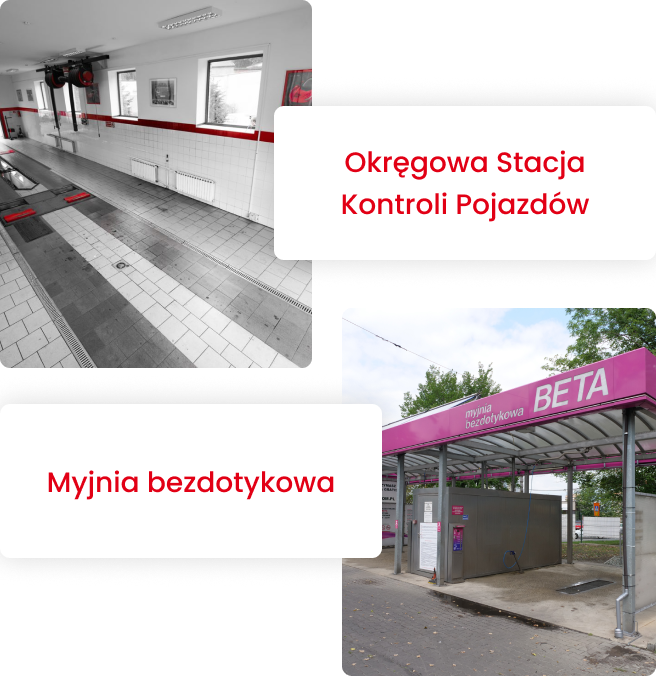 Okręgowa Stacja
Kontroli Pojazdów
myjnia
bezdotykowa BETA
Myjnia bezdotykowa